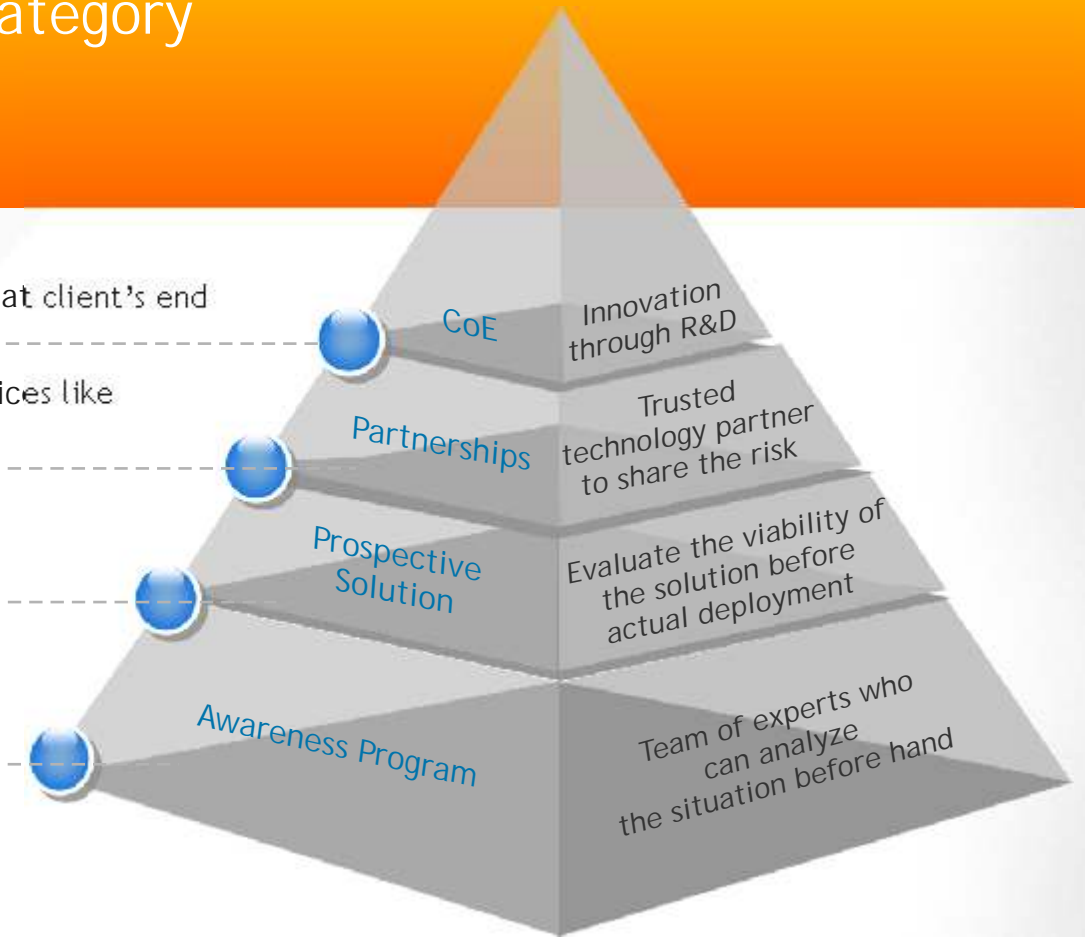 ategory
at client's end
ices like
CoE
Innovation
through R&D
Partnerships
Trusted
technology partner
to share the risk
Prospective
Solution
Evaluate the viability of
the solution before
actual deployment
Awareness Program
Team of experts who
can analyze
the situation before hand